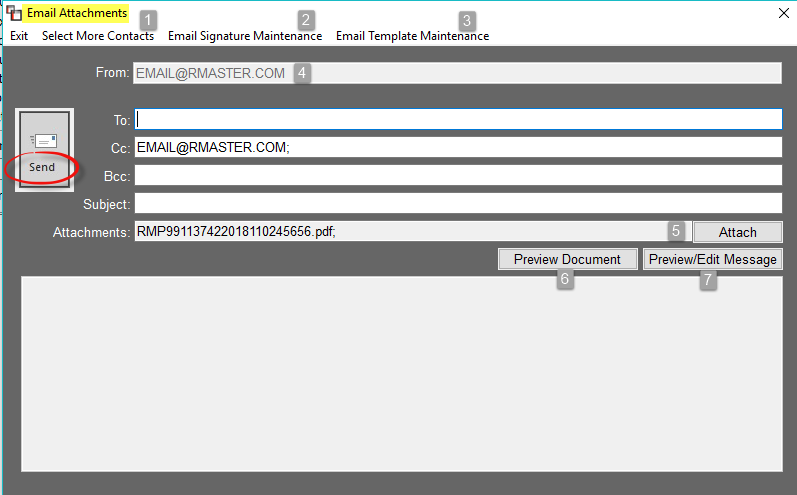 Email Attachments
1 2 3
Exit Select More Contacts Email Signature Maintenance Email Template Maintenance
From: EMAIL@RMASTER.COM 4
To:
Cc: EMAIL@RMASTER.COM;
Send
Bcc:
Subject:
Attachments: RMP991137422018110245656.pdf; 5 Attach
Preview Document Preview/Edit Message
6 7